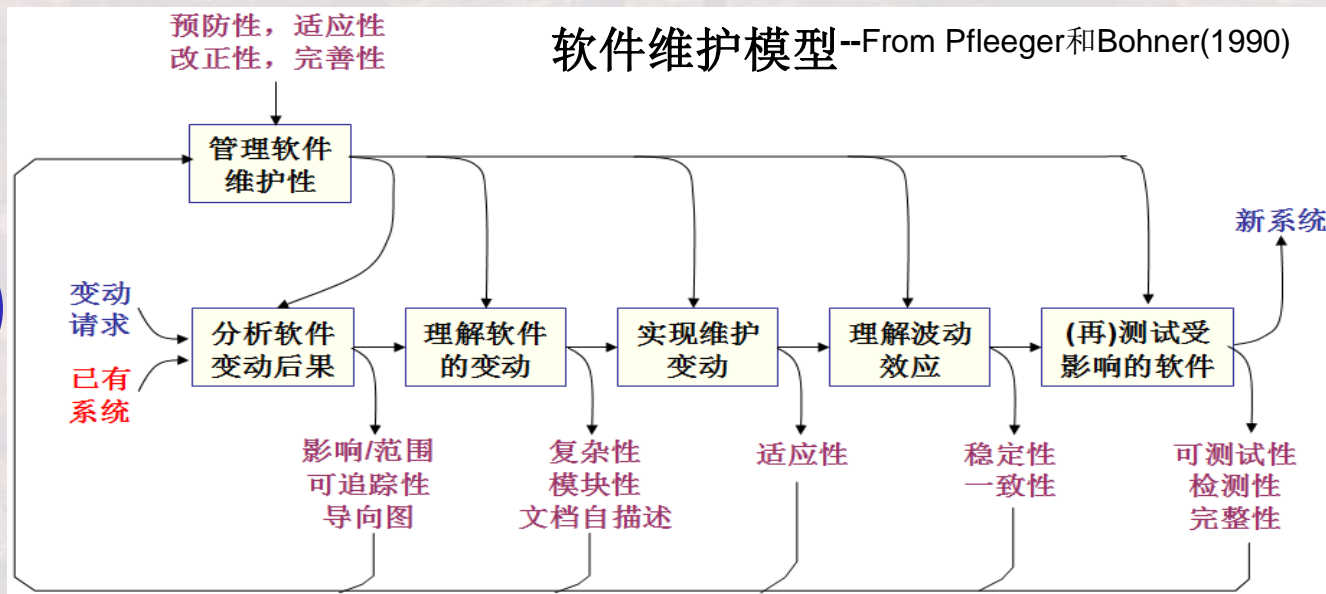 预防性，适应性
改正性，完善性
软件维护模型--From Pfleeger和Bohner(1990)
管理软件
维护性
新系统
变动
请求
已有
系统
分析软件
变动后果
理解软件
的变动
实现维护
变动
理解波动
效应
(再)测试受
影响的软件
影响/范围
可追踪性
导向图
复杂性
模块性
文档自描述
适应性
稳定性
一致性
可测试性
检测性
完整性